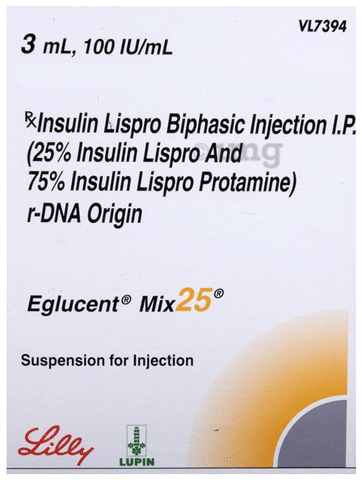 VL7394
3 mL, 100 IU/mL
RxInsulin Lispro Biphasic Injection I.P.
(25% Insulin Lispro And
75% Insulin Lispro Protamine)
r-DNA Origin
Eglucent® Mix25®
Suspension for Injection
Lilly
LUPIN